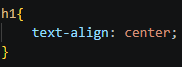 h1{
    text-align: center;
}